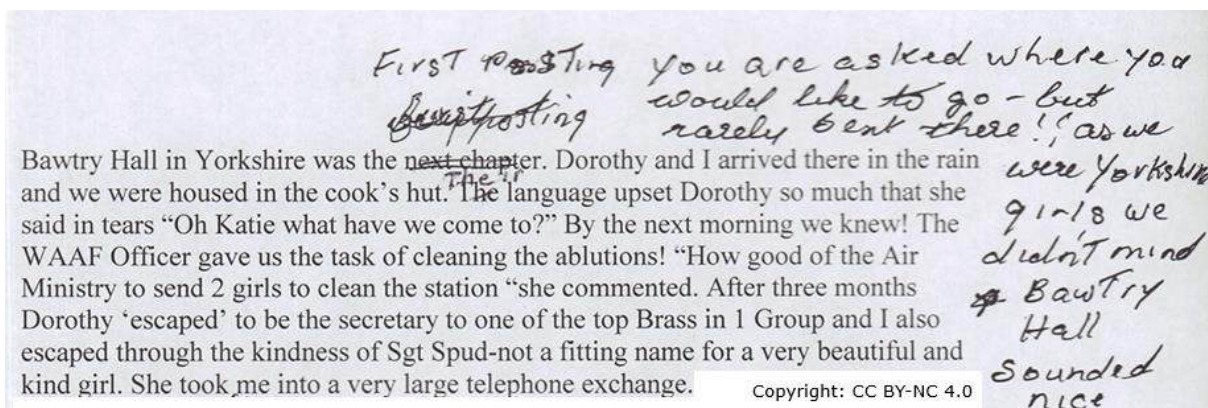 First Posting you are asked where you
posting would like to go - but
rarely sent there!! as we
Bawtry Hall in Yorkshire was the next chapter. Dorothy and I arrived there in the rain
and we were housed in the cook's hut. Their The language upset Dorothy so much that she
said in tears “Oh Katie what have we come to?” By the next morning we knew! The
WAAF Officer gave us the task of cleaning the ablutions! “How good of the Air
Ministry to send 2 girls to clean the station “she commented. After three months
Dorothy ‘escaped’ to be the secretary to one of the top Brass in 1 Group and I also
escaped through the kindness of Sgt Spud-not a fitting name for a very beautiful and
kind girl. She took me into a very large telephone exchange.
were Yorkshire
girls we
didn't mind
Bawtry
Hall
Sounded
nice
Copyright: CC BY-NC 4.0